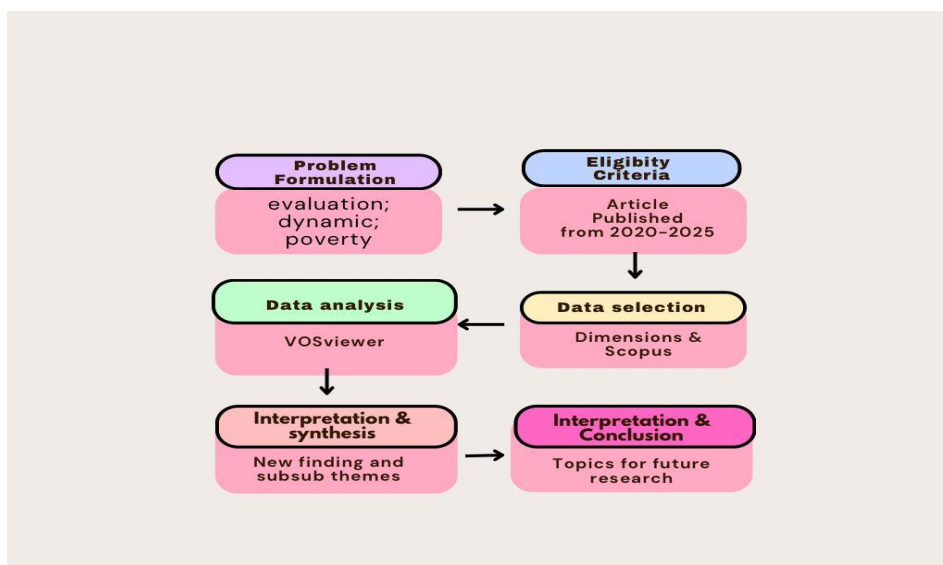 Problem
Formulation
evaluation;
dynamic;
poverty
Eligibity
Criteria
Article
Published
from 2020-2025
Data selection
Dimensions &
Scopus
Data analysis
VOSviewer
Interpretation &
synthesis
New finding and
subsub themes
Interpretation &
Conclusion
Topics for future
research